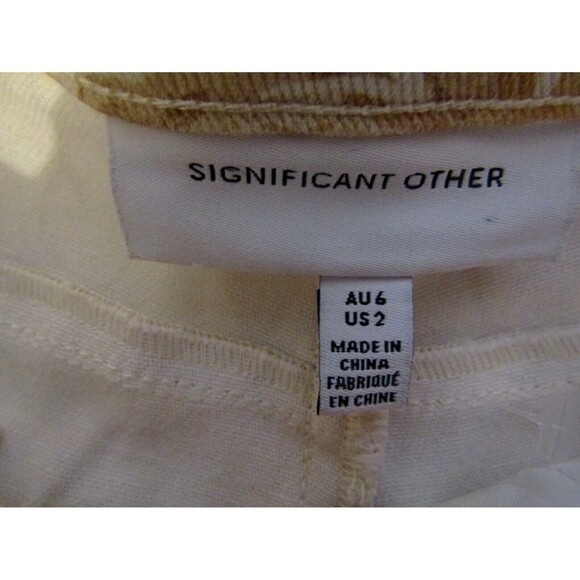 SIGNIFICANT OTHER
AU 6
US 2
MADE IN
CHINA
FABRIQUÉ
EN CHINE